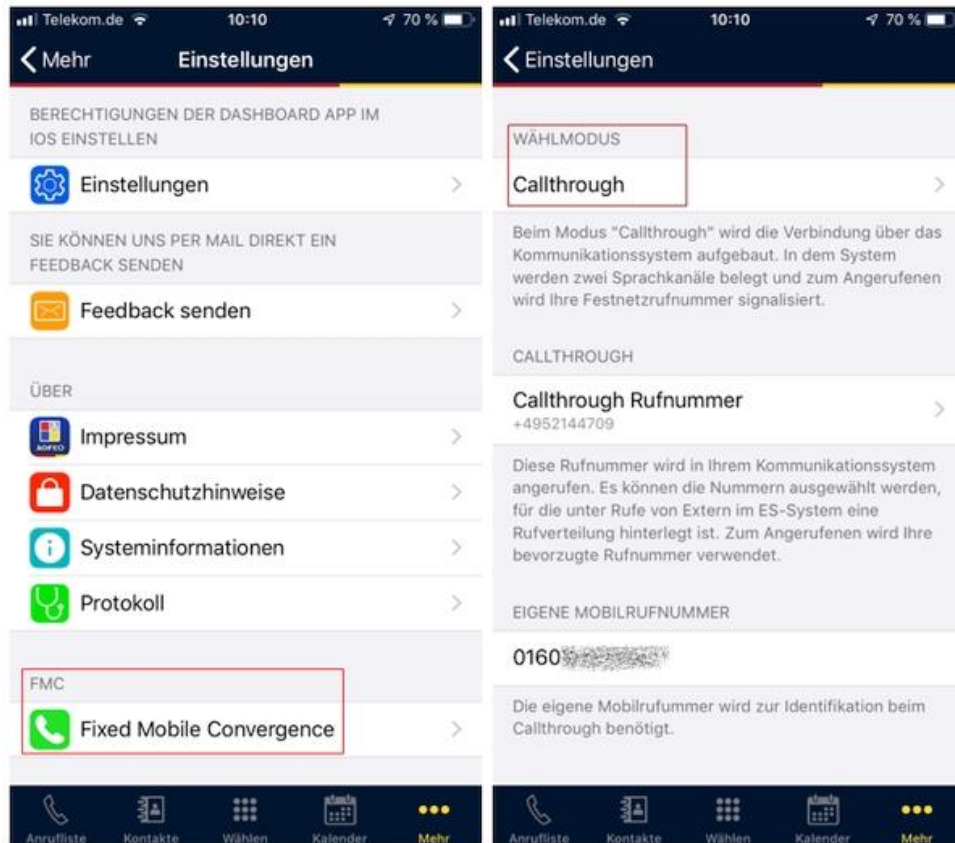 Telekom.de 10:10 70 %
Mehr Einstellungen
BERECHTIGUNGEN DER DASHBOARD APP IM
IOS EINSTELLEN
Einstellungen
SIE KÖNNEN UNS PER MAIL DIREKT EIN
FEEDBACK SENDEN
Feedback senden
ÜBER
AGFEO
Impressum
Datenschutzhinweise
Systeminformationen
Protokoll
FMC
Fixed Mobile Convergence
Anrufliste Kontakte Wählen Kalender Mehr
Telekom.de 10:10 70 %
Einstellungen
WÄHLMODUS
Callthrough
Beim Modus "Callthrough" wird die Verbindung über das
Kommunikationssystem aufgebaut. In dem System
werden zwei Sprachkanäle belegt und zum Angerufenen
wird Ihre Festnetzrufnummer signalisiert.
CALLTHROUGH
Callthrough Rufnummer
+4952144709
Diese Rufnummer wird in Ihrem Kommunikationssystem
angerufen. Es können die Nummern ausgewählt werden,
für die unter Rufe von Extern im ES-System eine
Rufverteilung hinterlegt ist. Zum Angerufenen wird Ihre
bevorzugte Rufnummer verwendet.
EIGENE MOBILRUFNUMMER
0160
Die eigene Mobilrufummer wird zur Identifikation beim
Callthrough benötigt.
Anrufliste Kontakte Wählen Kalender Mehr